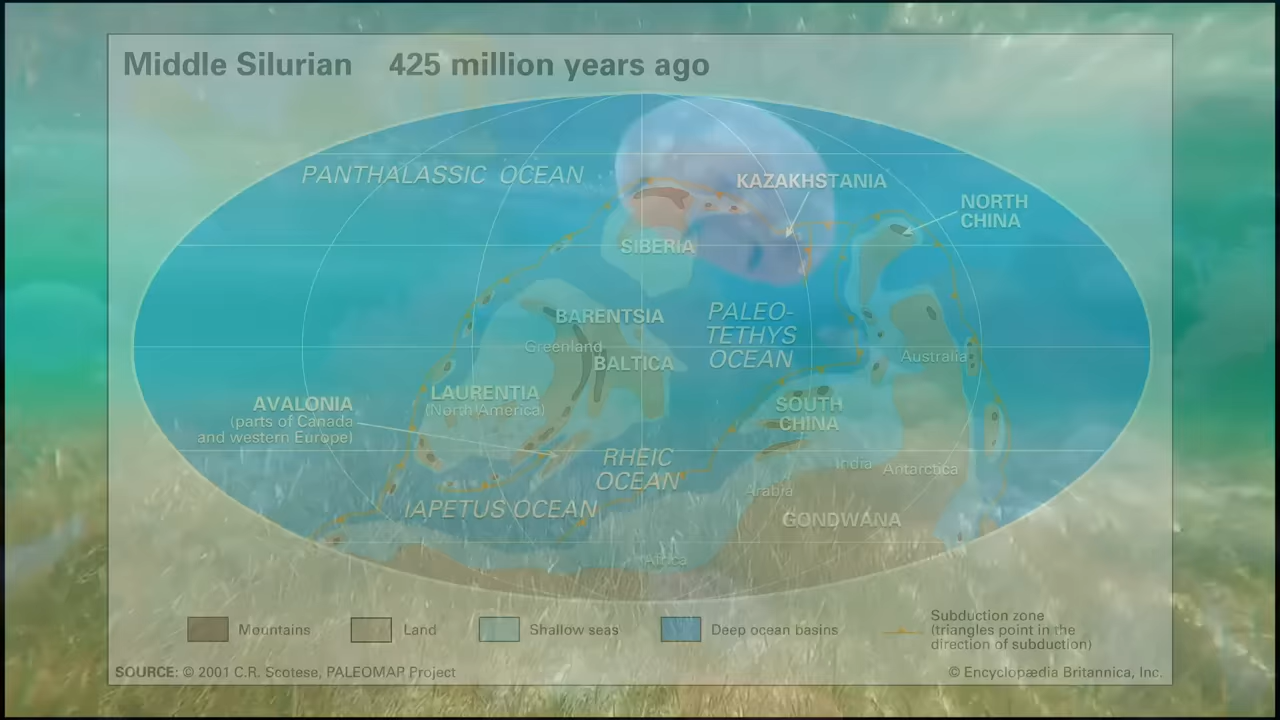 Middle Silurian 425 million years ago
PANTHALASSIC OCEAN
KAZAKHSTANIA
NORTH
CHINA
SIBERIA
BARENTSIA
Greenland
BALTICA
PALEO-
TETHYS
OCEAN
Australia
LAURENTIA
(North America)
AVALONIA
(parts of Canada
and western Europe)
SOUTH
CHINA
RHEIC
OCEAN
India
Antarctica
Arabia
IAPETUS OCEAN
GONDWANA
Africa
Mountains
Land
Shallow seas
Deep ocean basins
Subduction zone
(triangles point in the
direction of subduction)
SOURCE: © 2001 C.R. Scotese, PALEOMAP Project
© Encyclopædia Britannica, Inc.